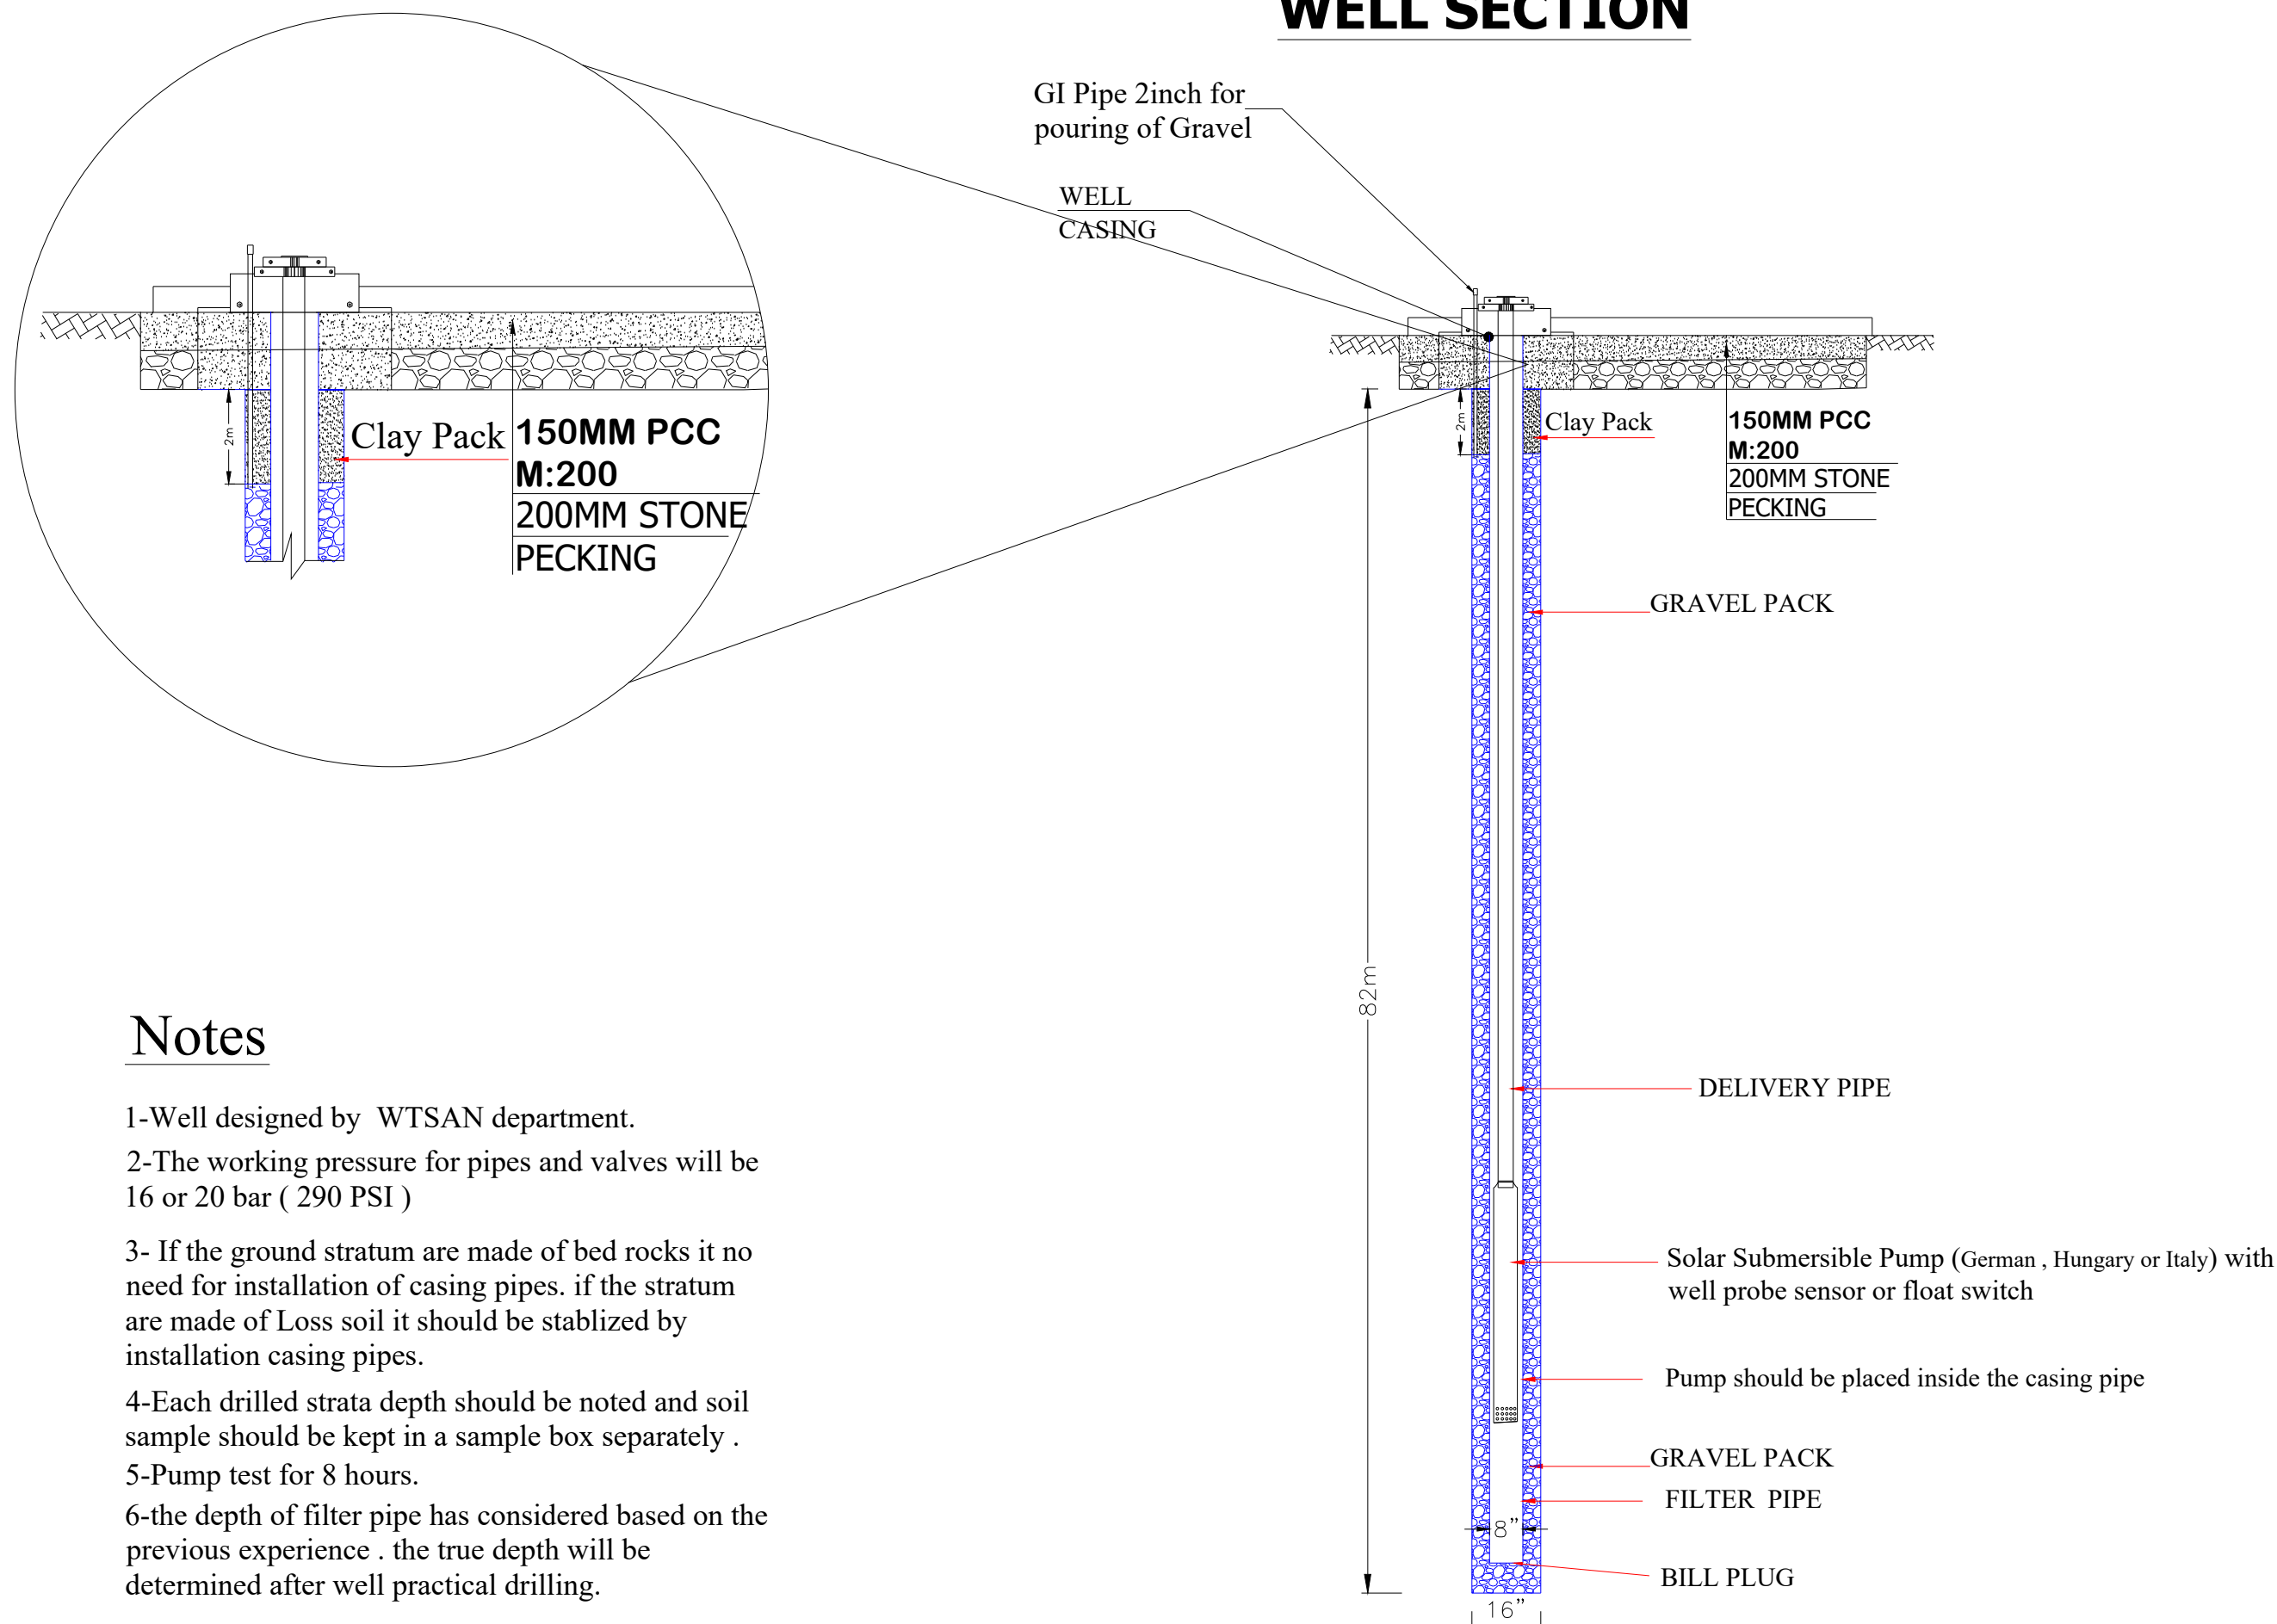 WELL SECTION
GI Pipe 2inch for
pouring of Gravel
WELL
CASING
2m
Clay Pack
150MM PCC
M:200
200MM STONE
PECKING
2m
Clay Pack
150MM PCC
M:200
200MM STONE
PECKING
GRAVEL PACK
82m
DELIVERY PIPE
Solar Submersible Pump (German , Hungary or Italy) with
well probe sensor or float switch
Pump should be placed inside the casing pipe
GRAVEL PACK
FILTER PIPE
8”
BILL PLUG
16”
Notes
1-Well designed by WTSAN department.
2-The working pressure for pipes and valves will be
16 or 20 bar ( 290 PSI )
3- If the ground stratum are made of bed rocks it no
need for installation of casing pipes. if the stratum
are made of Loss soil it should be stablized by
installation casing pipes.
4-Each drilled strata depth should be noted and soil
sample should be kept in a sample box separately .
5-Pump test for 8 hours.
6-the depth of filter pipe has considered based on the
previous experience . the true depth will be
determined after well practical drilling.